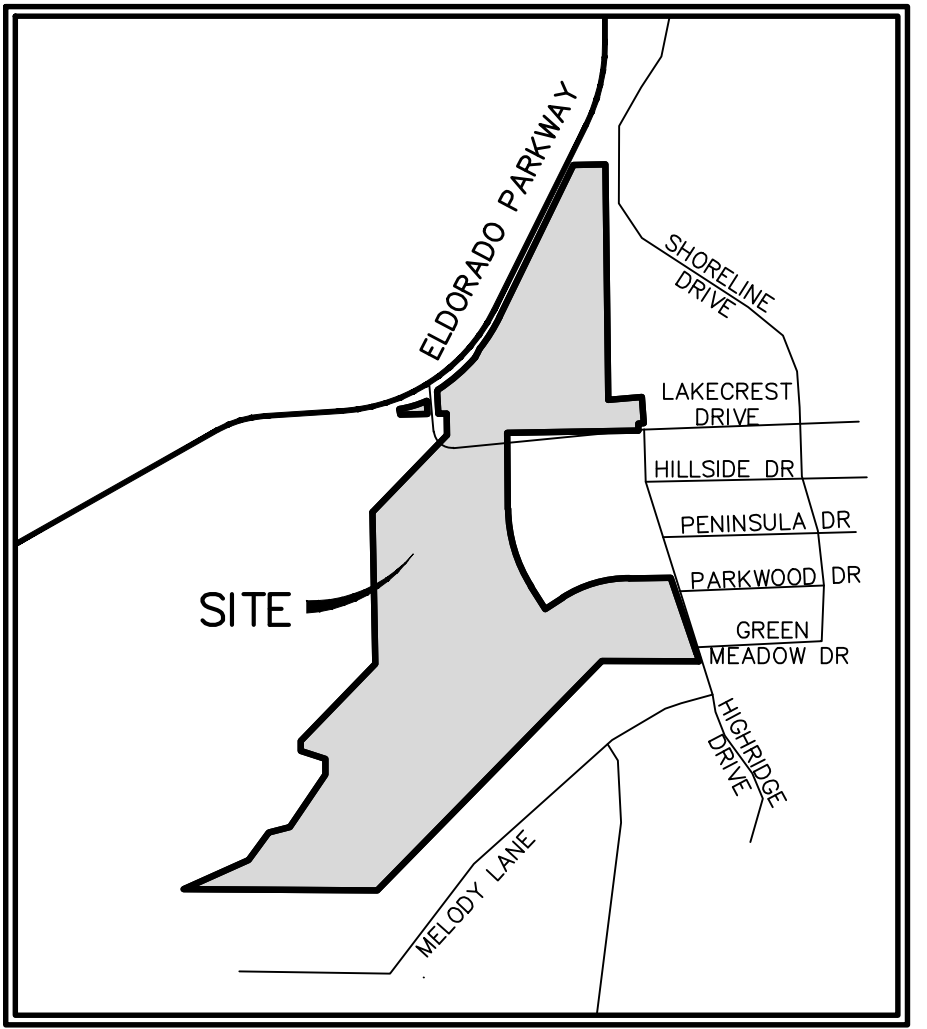 ELDORADO PARKWAY
SHORELINE
DRIVE
LAKECREST
DRIVE
HILLSIDE DR
PENINSULA DR
PARKWOOD DR
SITE
GREEN
MEADOW DR
HIGHRIDGE
DRIVE
MELODY LANE